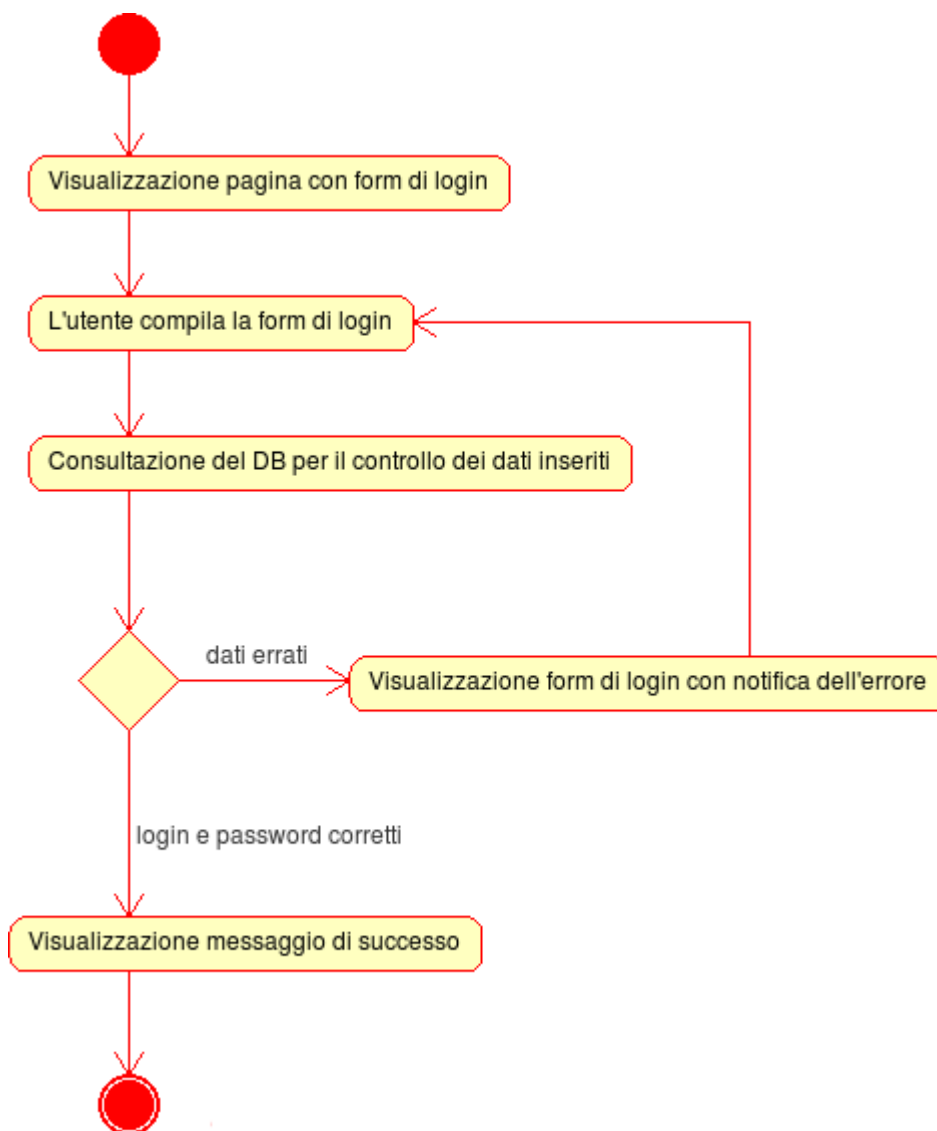 Visualizzazione pagina con form di login
L'utente compila la form di login
Consultazione del DB per il controllo dei dati inseriti
dati errati
Visualizzazione form di login con notifica dell'errore
login e password corretti
Visualizzazione messaggio di successo